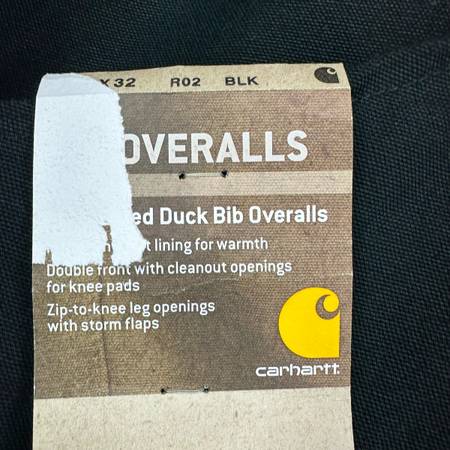 X 32 R02 BLK
OVERALLS
ed Duck Bib Overalls
t lining for warmth
Double front with cleanout openings
for knee pads
Zip-to-knee leg openings
with storm flaps
carhartt